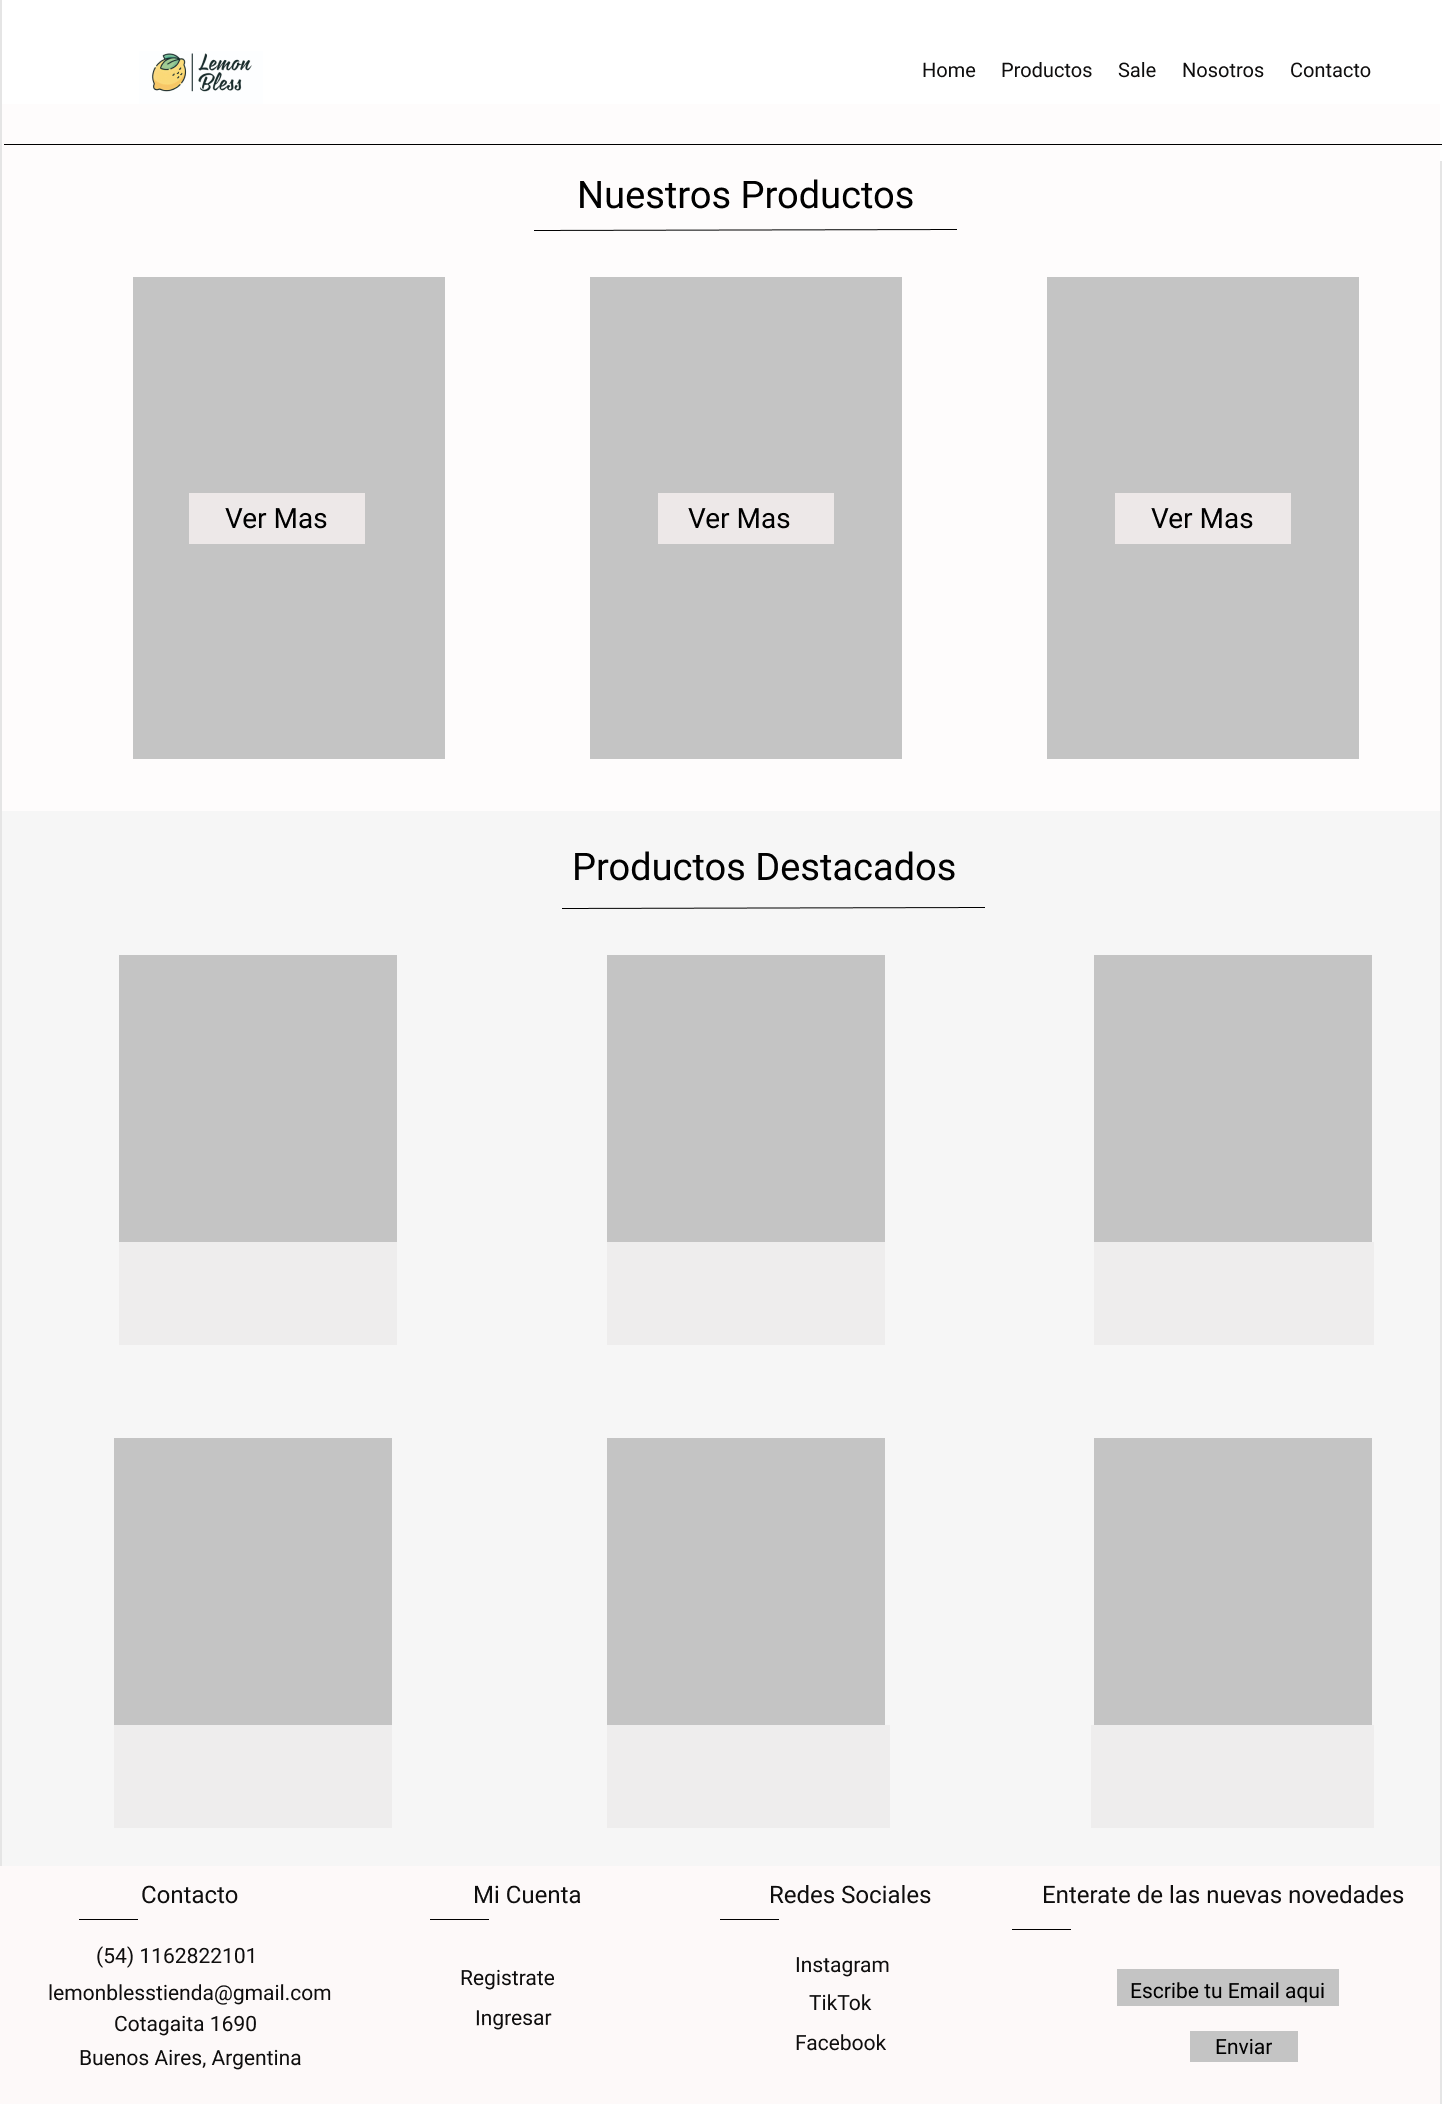 Lemon
Bless
Home Productos Sale Nosotros Contacto
Nuestros Productos
Ver Mas
Ver Mas
Ver Mas
Productos Destacados
Contacto
(54) 1162822101
lemonblesstienda@gmail.com
Cotagaita 1690
Buenos Aires, Argentina
Mi Cuenta
Registrate
Ingresar
Redes Sociales
Instagram
TikTok
Facebook
Enterate de las nuevas novedades
Escribe tu Email aqui
Enviar